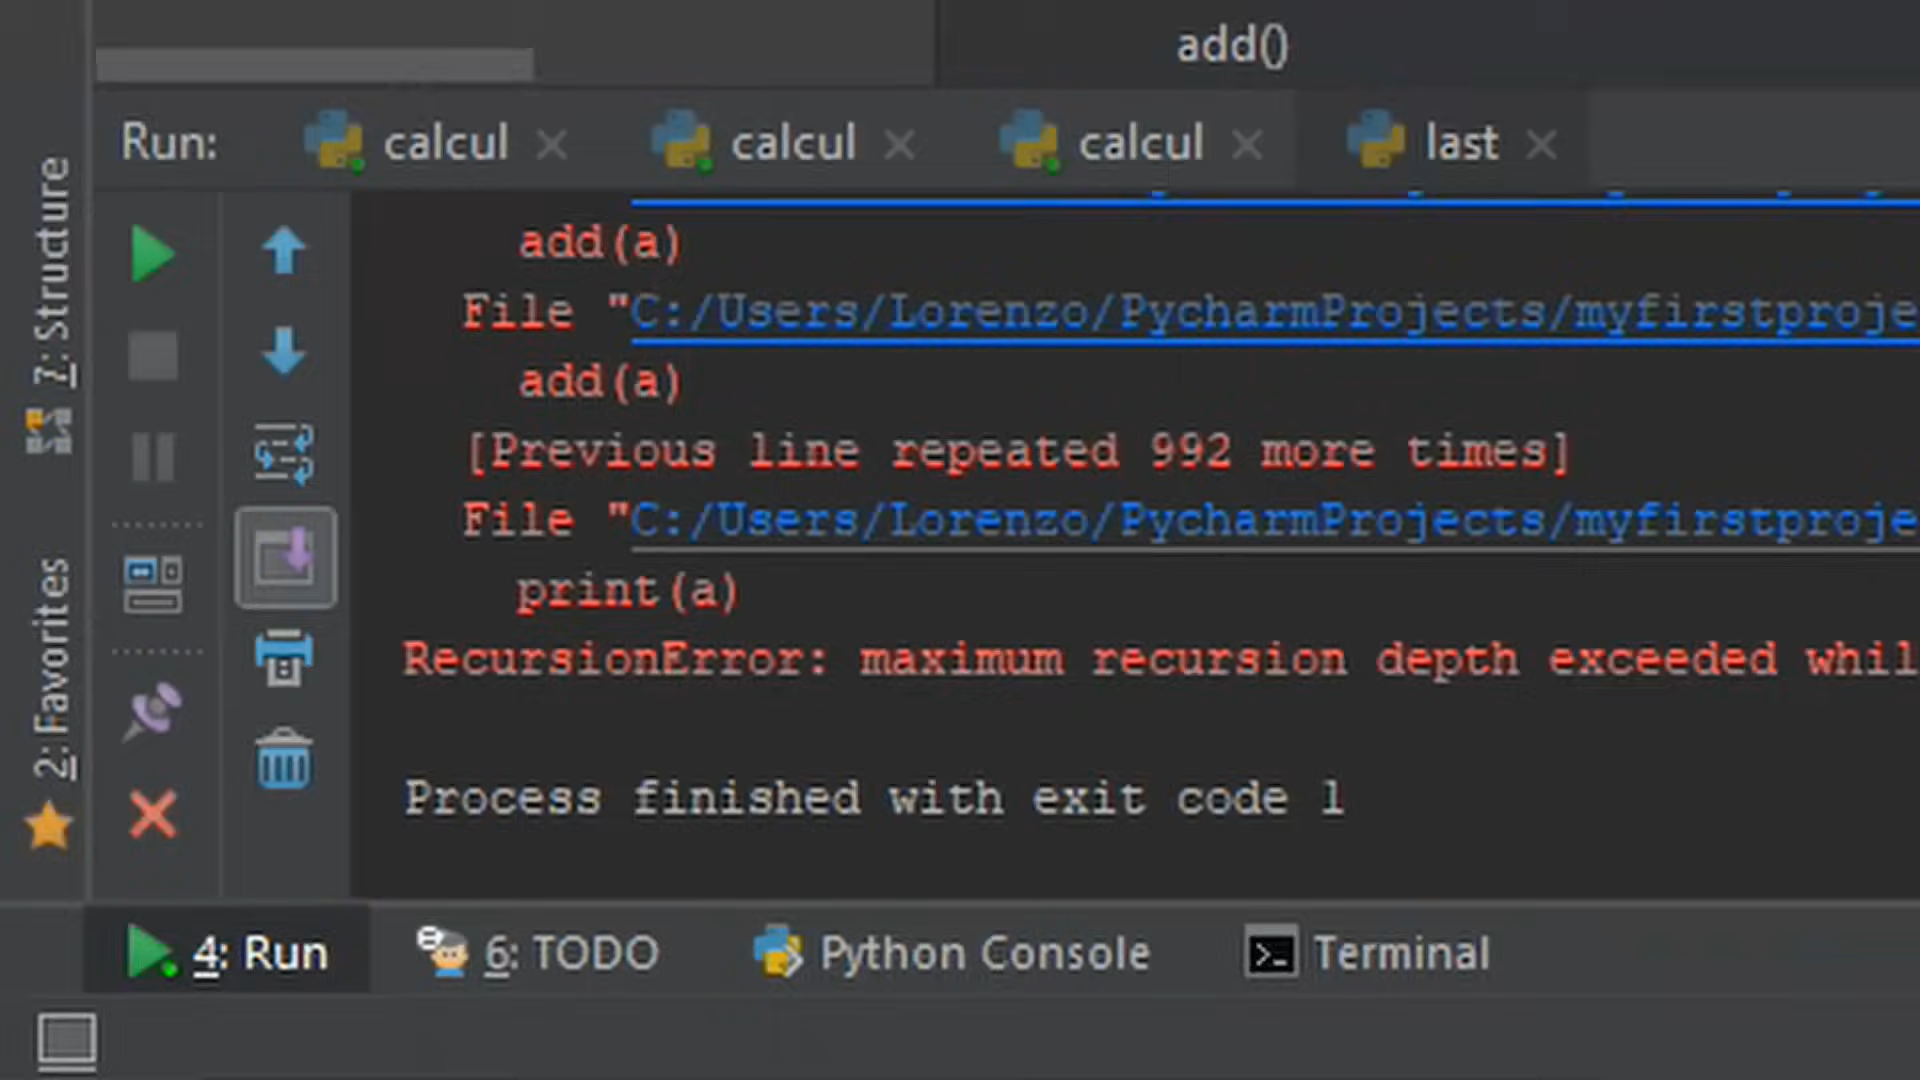 add()
Run: calcul calcul calcul last
add(a)
File "C:/Users/Lorenzo/PycharmProjects/myfirstproje
add(a)
[Previous line repeated 992 more times]
File "C:/Users/Lorenzo/PycharmProjects/myfirstproje
print(a)
RecursionError: maximum recursion depth exceeded whil
Process finished with exit code 1
7: Structure
2: Favorites
4: Run 6: TODO Python Console Terminal